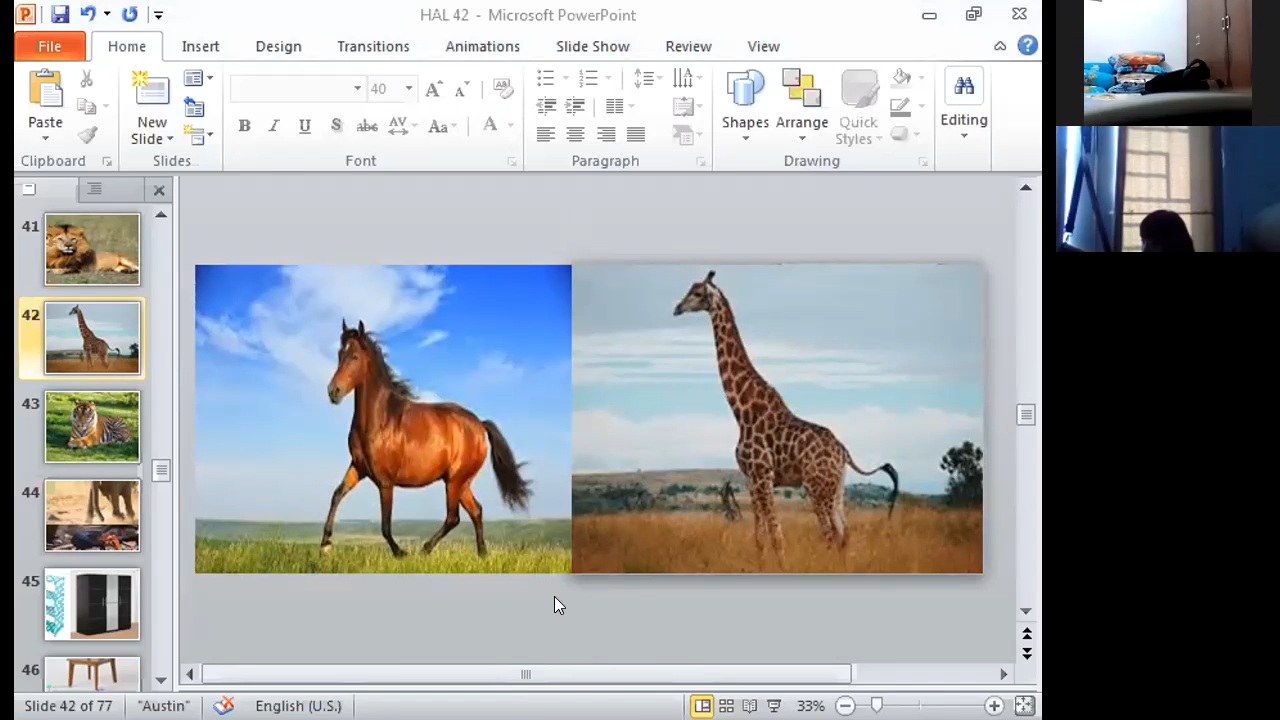 HAL 42 - Microsoft PowerPoint
File Home Insert Design Transitions Animations Slide Show Review View
Paste
New Slide
40
B I U S abc AV Aa A
Shapes
Arrange
Quick Styles
Editing
Clipboard Slides Font Paragraph Drawing
41
42
43
44
45
46
Slide 42 of 77 "Austin" English (U.S.) 33%